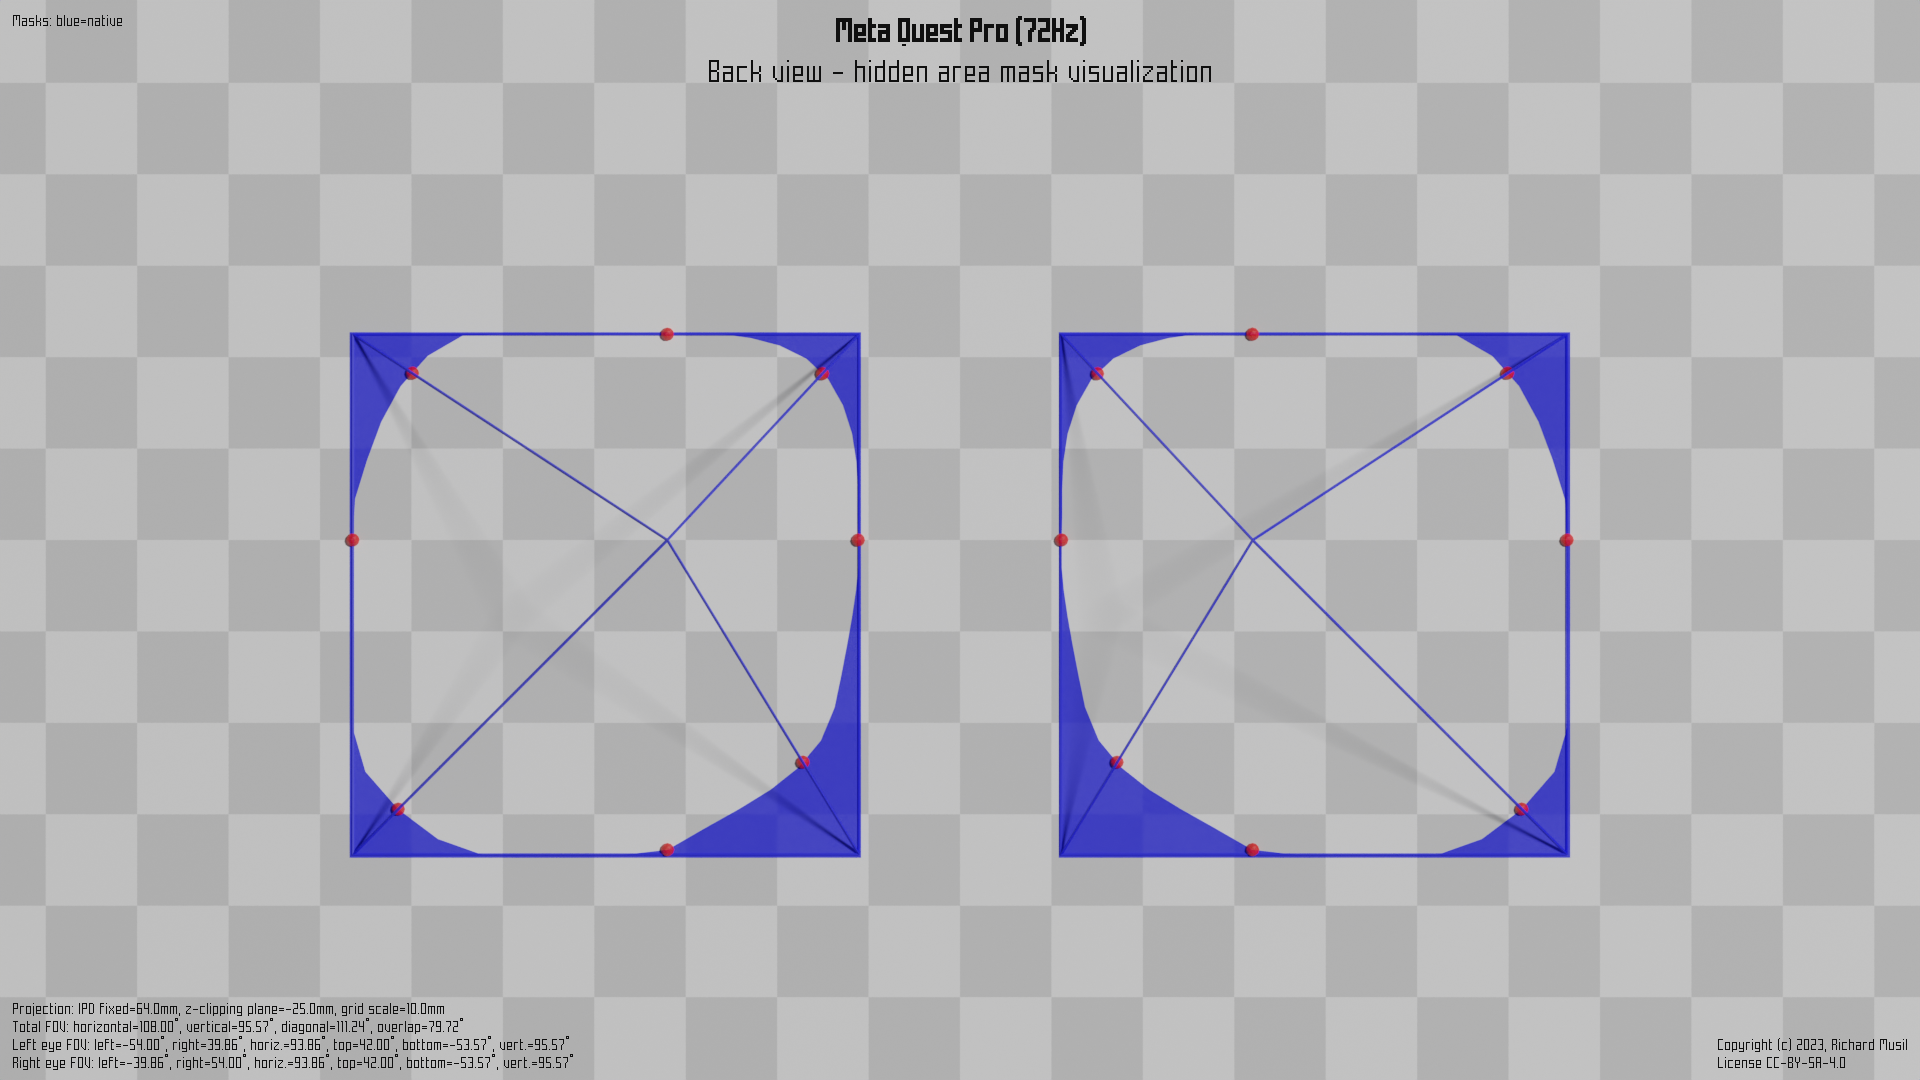 Masks: blue=native
Meta Quest Pro (72Hz)
Back view - hidden area mask visualization
Projection: IPD fixed=64.0mm, z-clipping plane=-25.0mm, grid scale=10.0mm
Total FOV: horizontal=108.00°, vertical=95.57°, diagonal=111.24°, overlap=79.72°
Left eye FOV: left=-54.00°, right=39.86°, horiz.=93.86°, top=42.00°, bottom=-53.57°, vert.=95.57°
Right eye FOV: left=-39.86°, right=54.00°, horiz.=93.86°, top=42.00°, bottom=-53.57°, vert.=95.57°
Copyright (c) 2023, Richard Musil
License CC-BY-SA-4.0